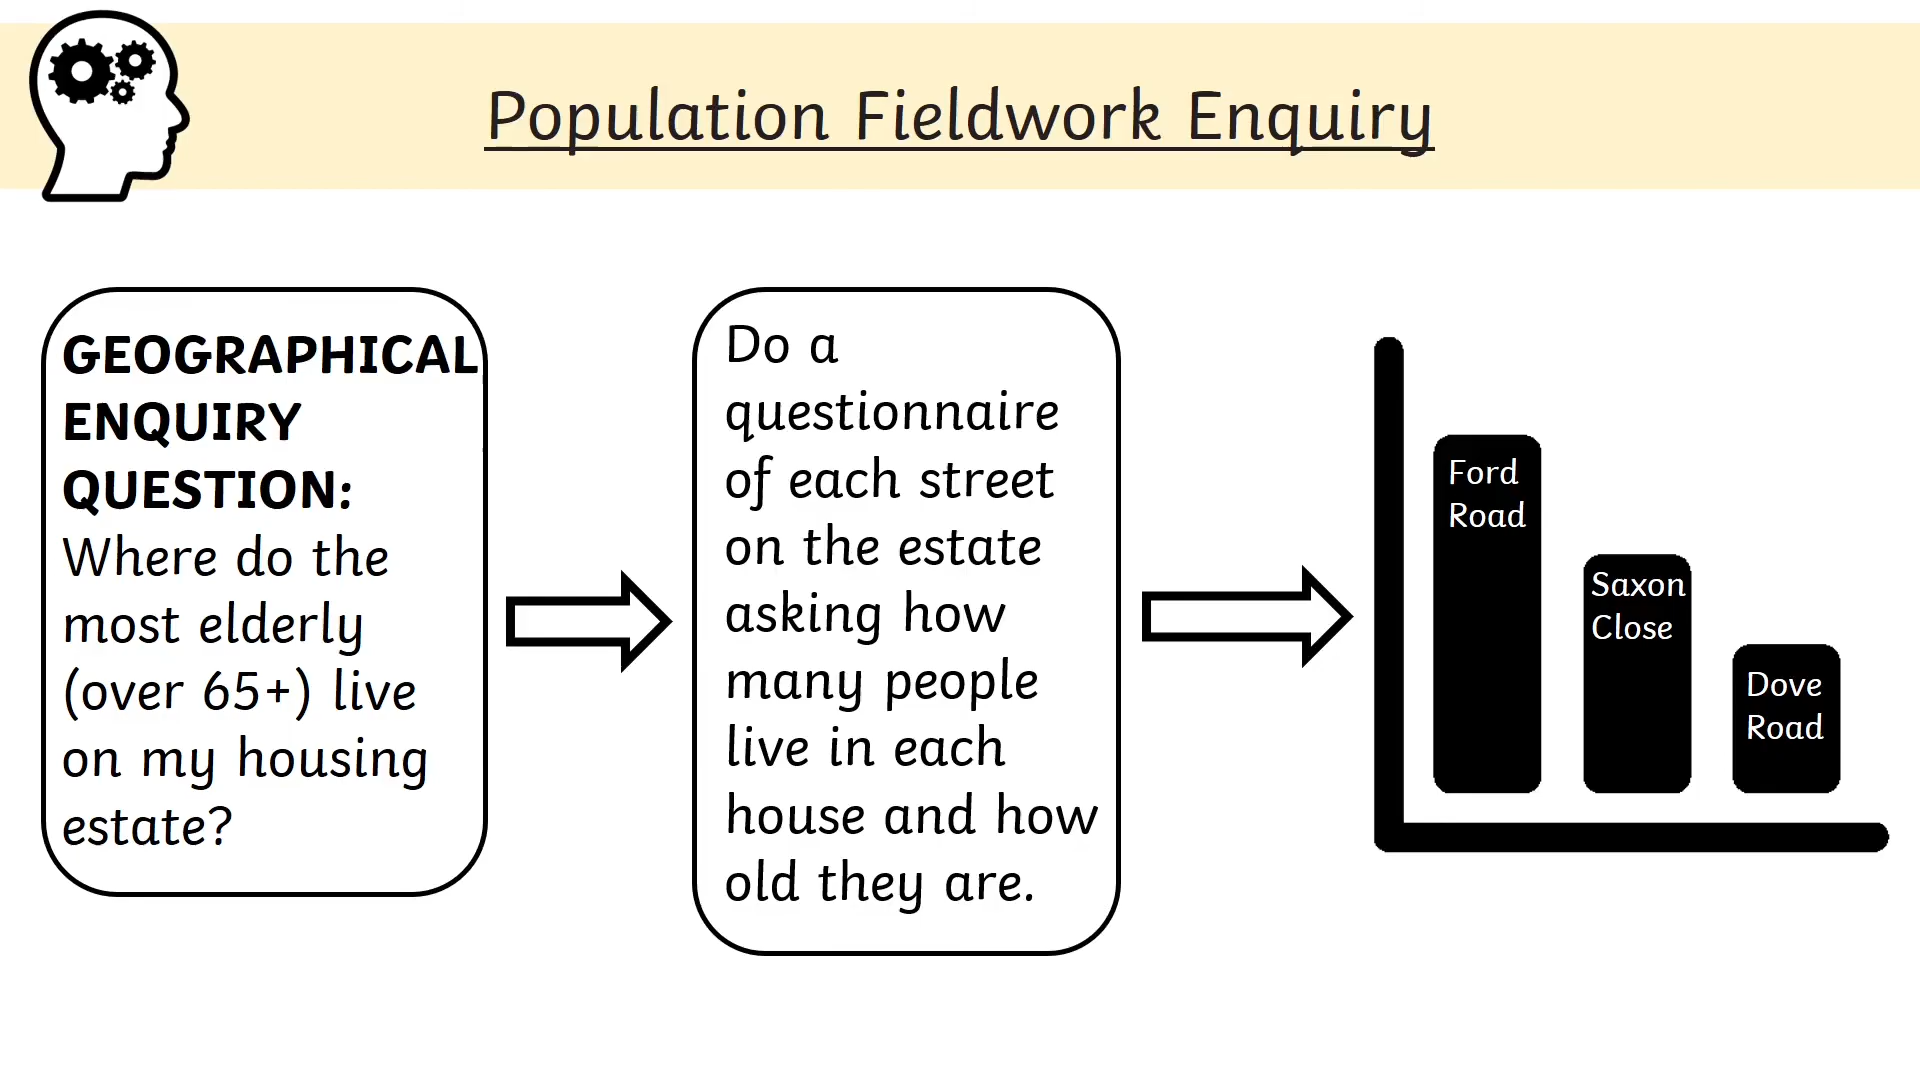 Population Fieldwork Enquiry
GEOGRAPHICAL
ENQUIRY
QUESTION:
Where do the
most elderly
(over 65+) live
on my housing
estate?
Do a
questionnaire
of each street
on the estate
asking how
many people
live in each
house and how
old they are.
Ford
Road
Saxon
Close
Dove
Road